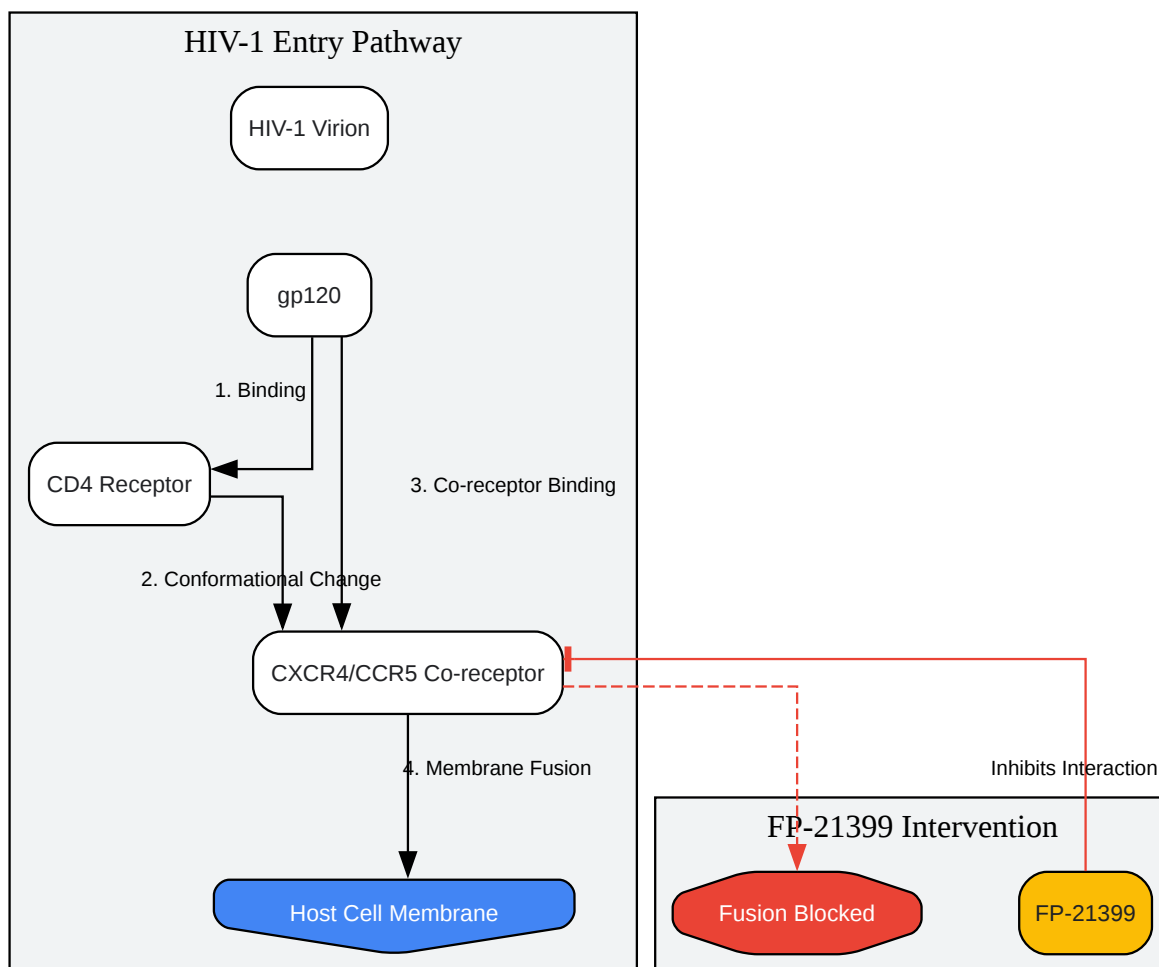 HIV-1 Entry Pathway
HIV-1 Virion
gp120
1. Binding
CD4 Receptor
3. Co-receptor Binding
2. Conformational Change
CXCR4/CCR5 Co-receptor
4. Membrane Fusion
Inhibits Interaction
FP-21399 Intervention
Host Cell Membrane
Fusion Blocked
FP-21399